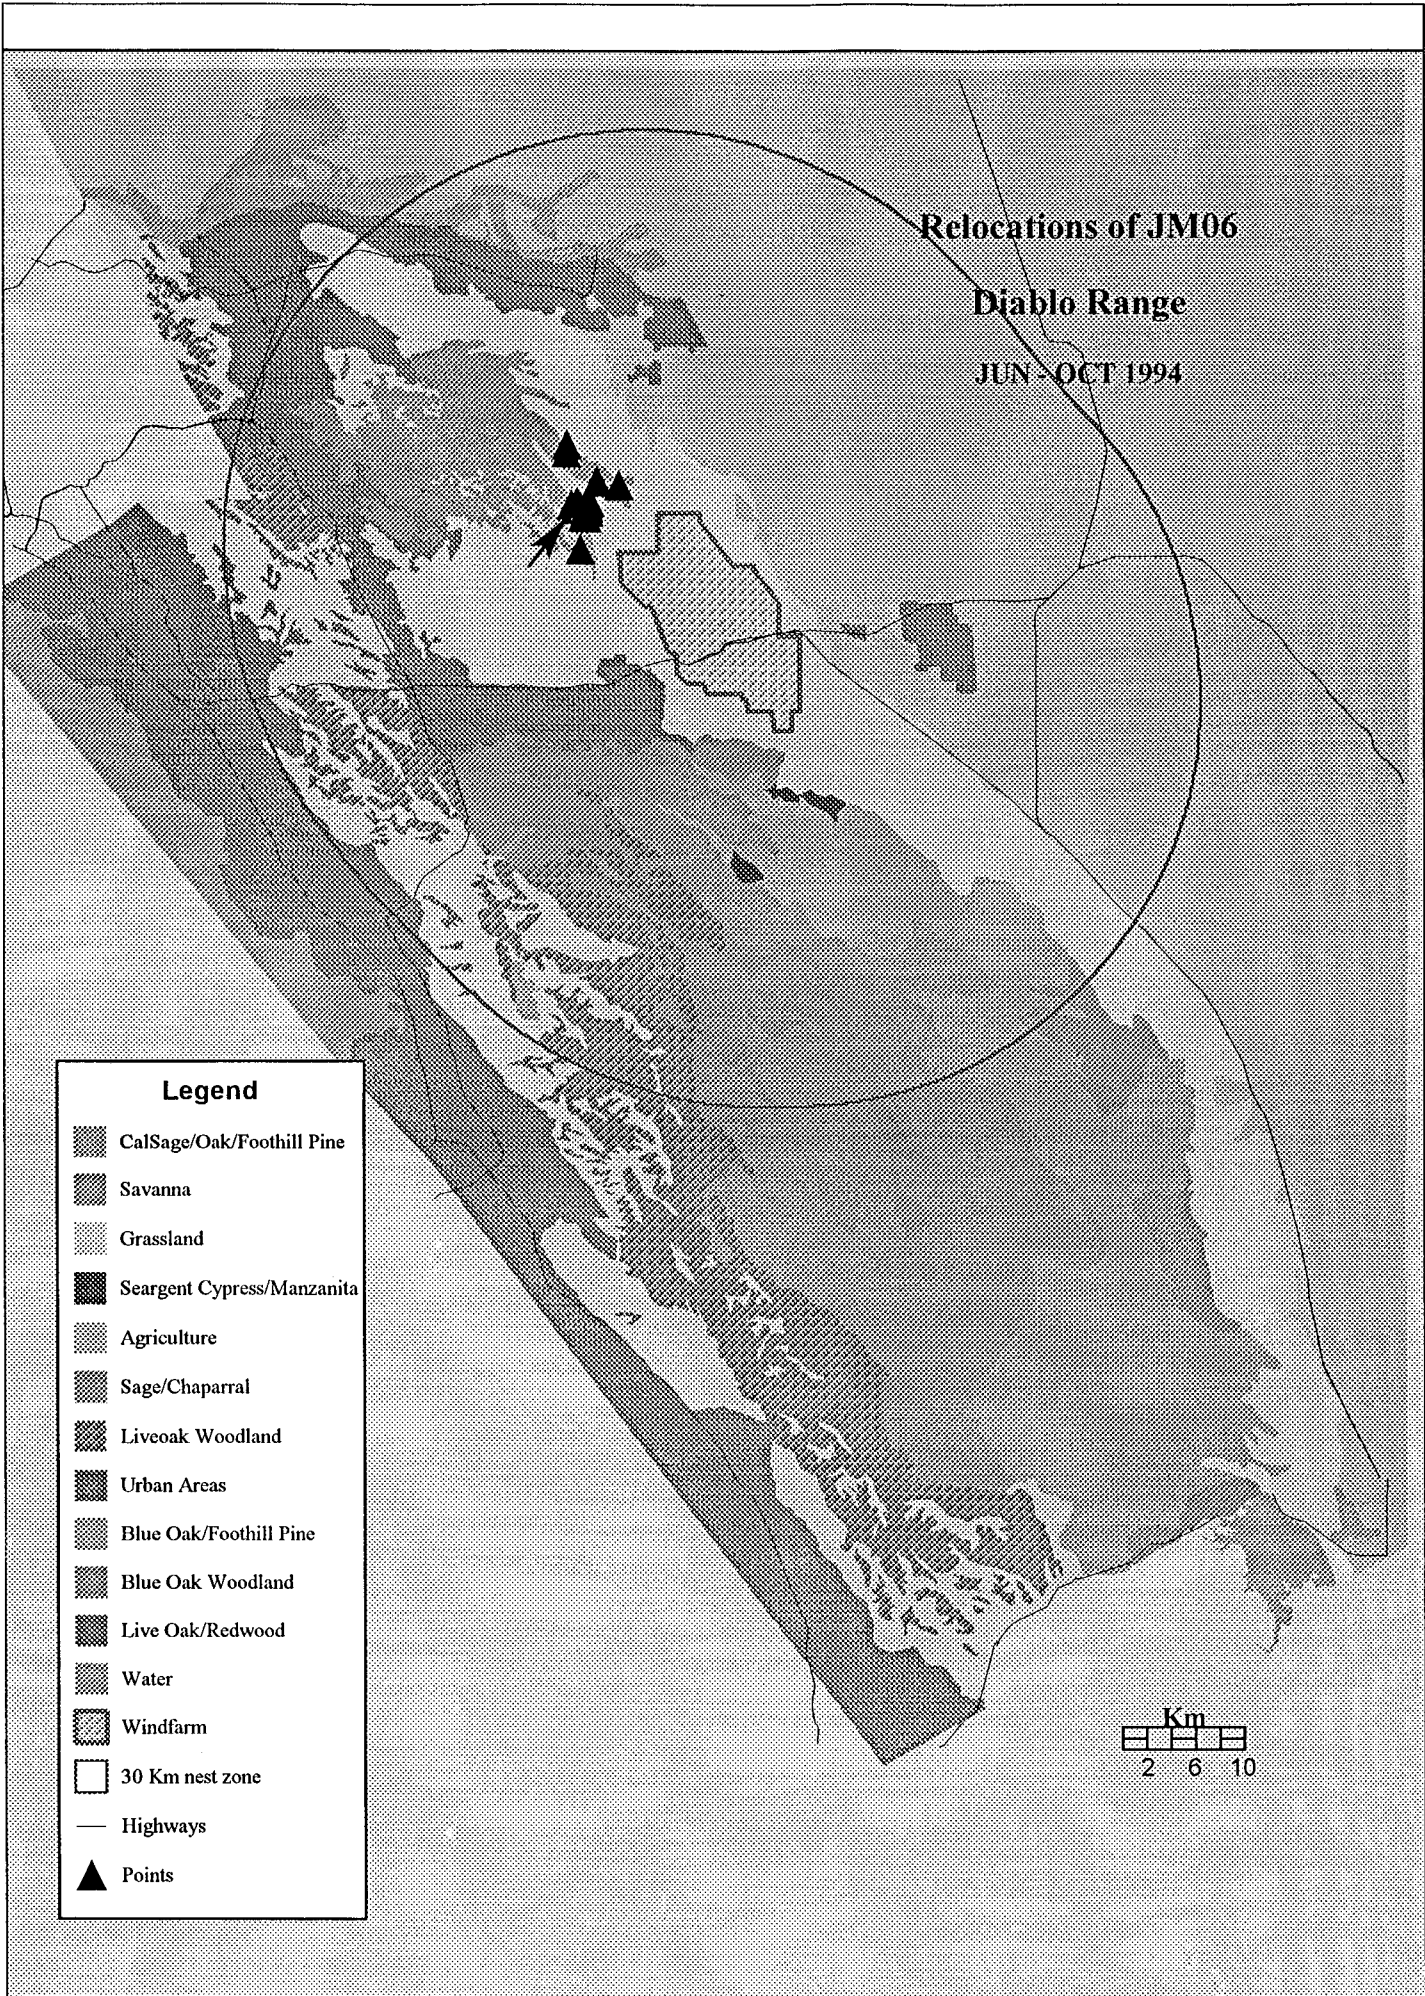 Relocations of JM06
Diablo Range
JUN - OCT 1994
Legend
CalSage/Oak/Foothill Pine
Savanna
Grassland
Seargent Cypress/Manzanita
Agriculture
Sage/Chaparral
Liveoak Woodland
Urban Areas
Blue Oak/Foothill Pine
Blue Oak Woodland
Live Oak/Redwood
Water
Windfarm
30 Km nest zone
Highways
Points
Km
2 6 10